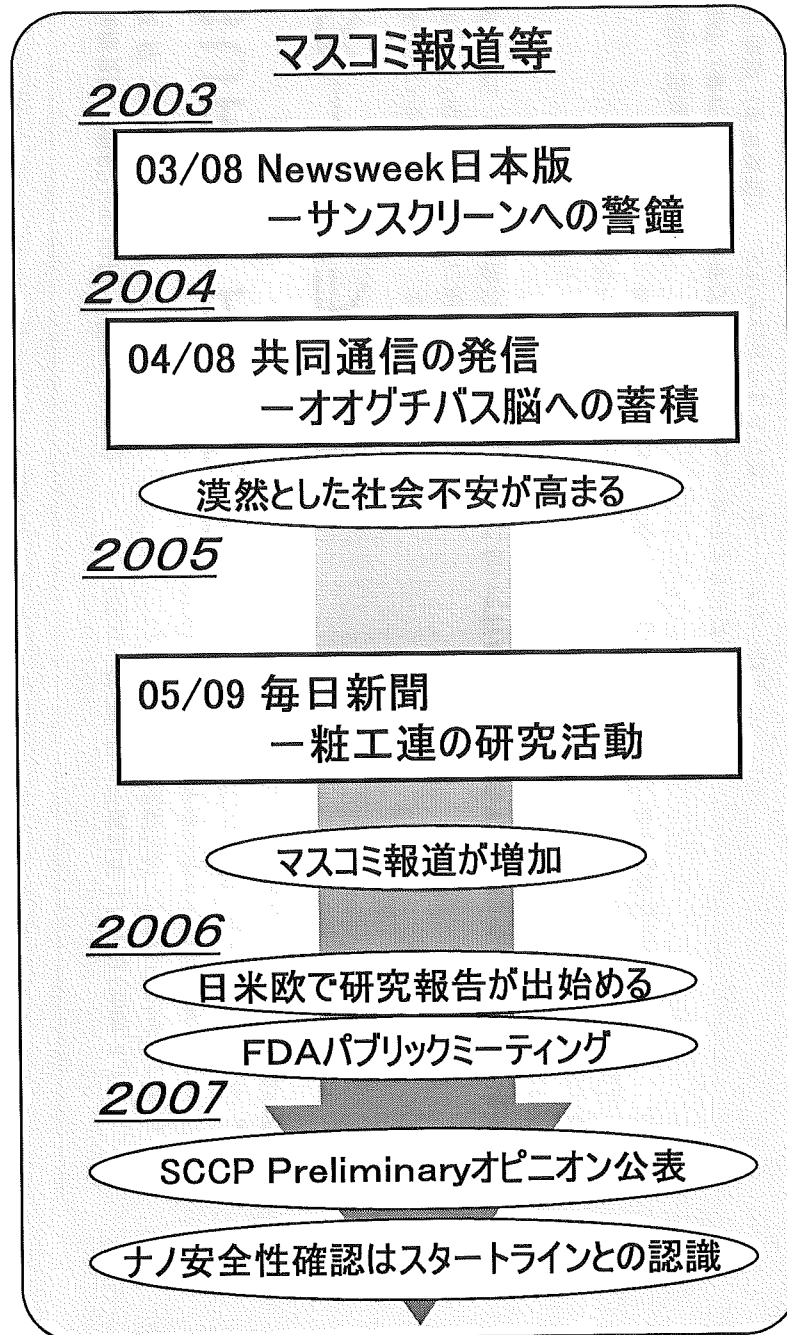 マスコミ報道等
2003
03/08 Newsweek日本版
－サンスクリーンへの警鐘
2004
04/08 共同通信の発信
－オオグチバス脳への蓄積
漠然とした社会不安が高まる
2005
05/09 毎日新聞
－粧工連の研究活動
マスコミ報道が増加
2006
日米欧で研究報告が出始める
FDAパブリックミーティング
2007
SCCP Preliminaryオピニオン公表
ナノ安全性確認はスタートラインとの認識